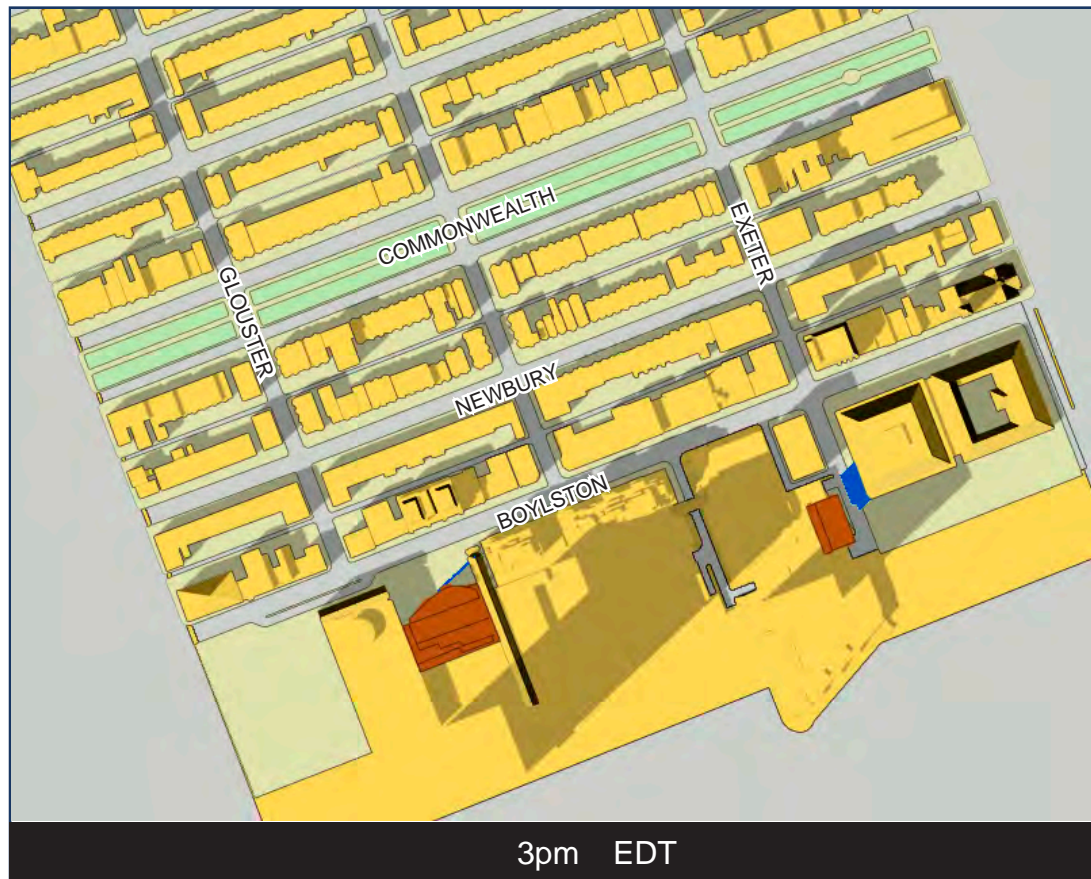 COMMONWEALTH
EXETER
GLOUSTER
NEWBURY
BOYLSTON
3pm EDT